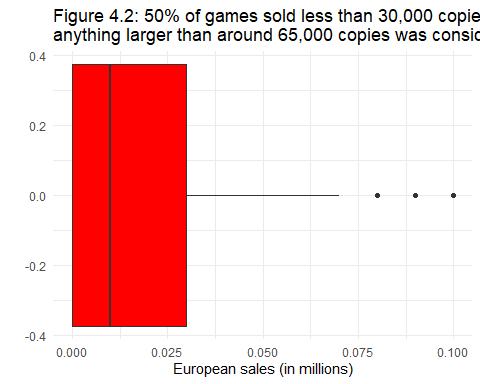 Figure 4.2: 50% of games sold less than 30,000 copie
anything larger than around 65,000 copies was consid
0.4
0.2
0.0
-0.2
-0.4
0.000 0.025 0.050 0.075 0.100
European sales (in millions)